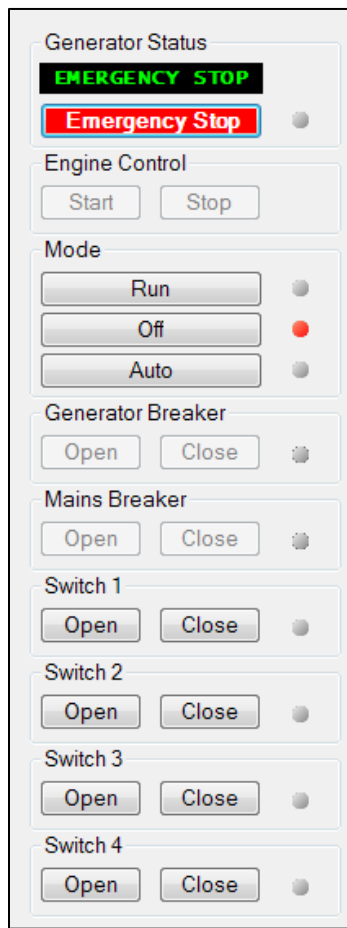 Generator Status
EMERGENCY STOP
Emergency Stop
Engine Control
Start Stop
Mode
Run
Off
Auto
Generator Breaker
Open Close
Mains Breaker
Open Close
Switch 1
Open Close
Switch 2
Open Close
Switch 3
Open Close
Switch 4
Open Close